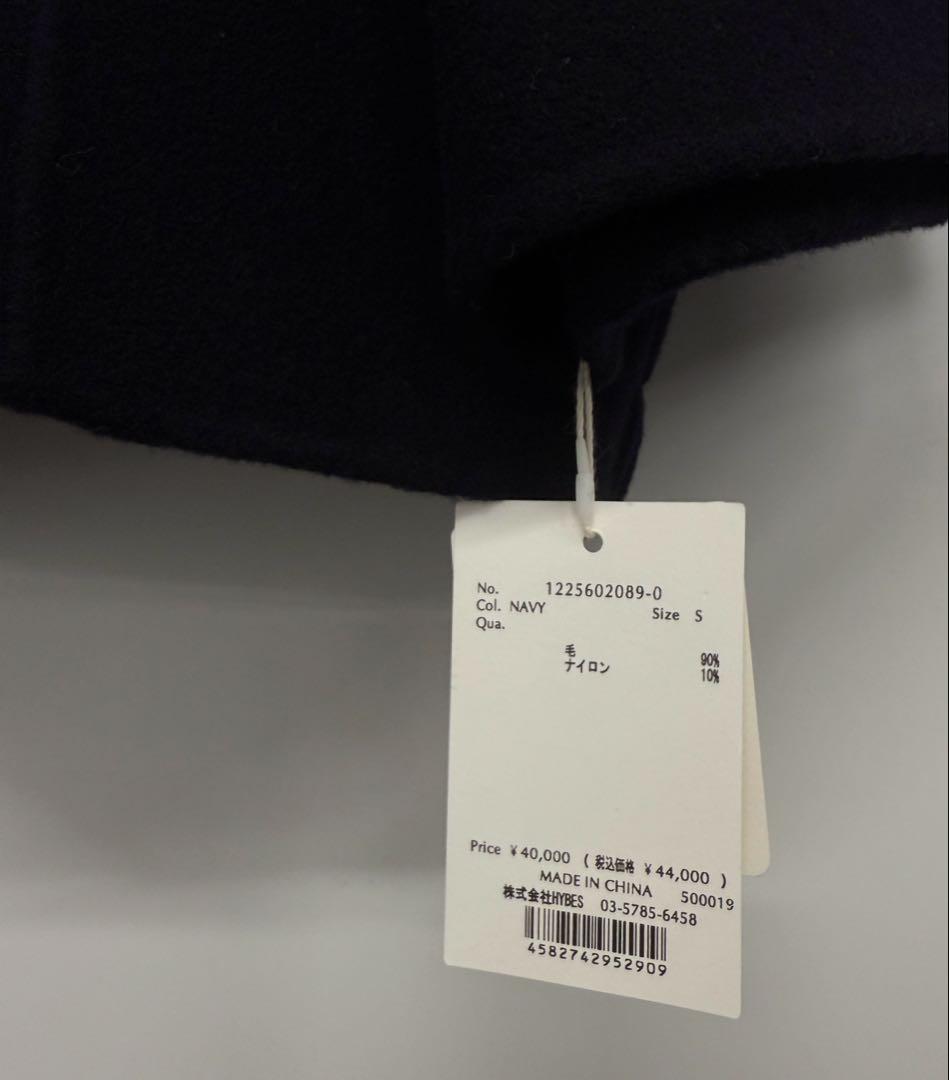 No. 1225602089-0
Col. NAVY Size S
Qua.
毛 90%
ナイロン 10%
Price ¥40,000 ( 税込価格 ¥44,000 )
MADE IN CHINA 500019
株式会社HYBES 03-5785-6458
4582742952909